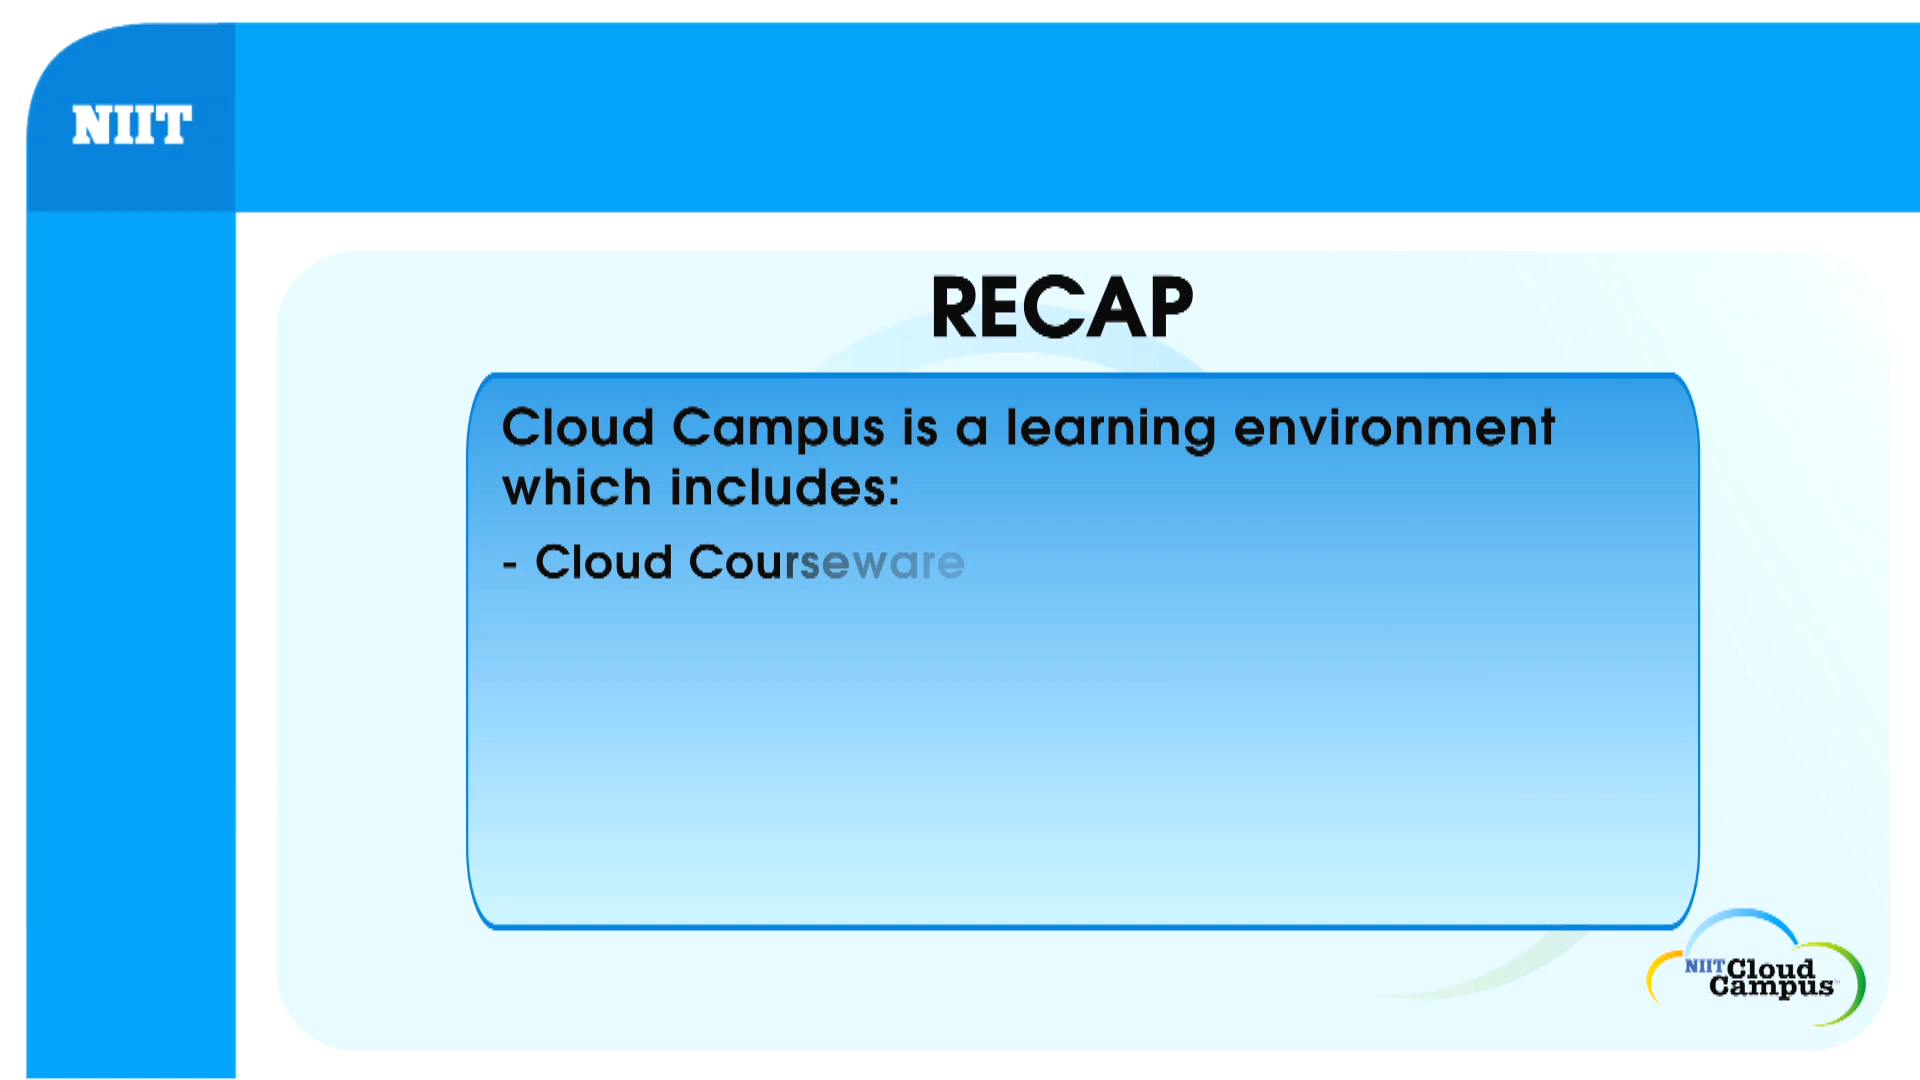 NIIT
RECAP
Cloud Campus is a learning environment
which includes:
- Cloud Courseware
NIIT Cloud
Campus